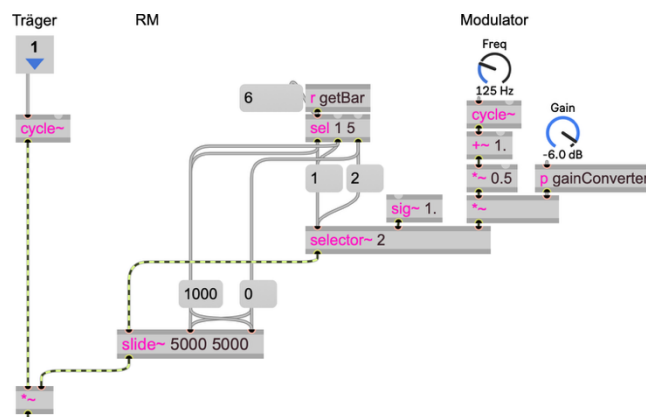 Träger
RM
Modulator
1
Freq
125 Hz
6
r getBar
Gain
-6.0 dB
cycle~
sel 1 5
cycle~
+~ 1.
1
2
*~ 0.5
p gainConverter
sig~ 1.
*~
selector~ 2
1000
0
slide~ 5000 5000
*~